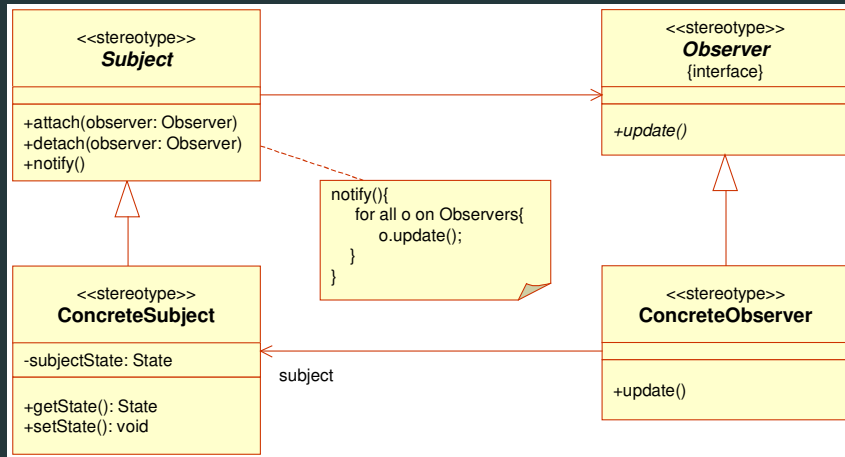 <<stereotype>>
Subject
+attach(observer: Observer)
+detach(observer: Observer)
+notify()
<<stereotype>>
Observer
{interface}
+update()
notify(){
for all o on Observers{
o.update();
}
}
<<stereotype>>
ConcreteSubject
-subjectState: State
+getState(): State
+setState(): void
subject
<<stereotype>>
ConcreteObserver
+update()